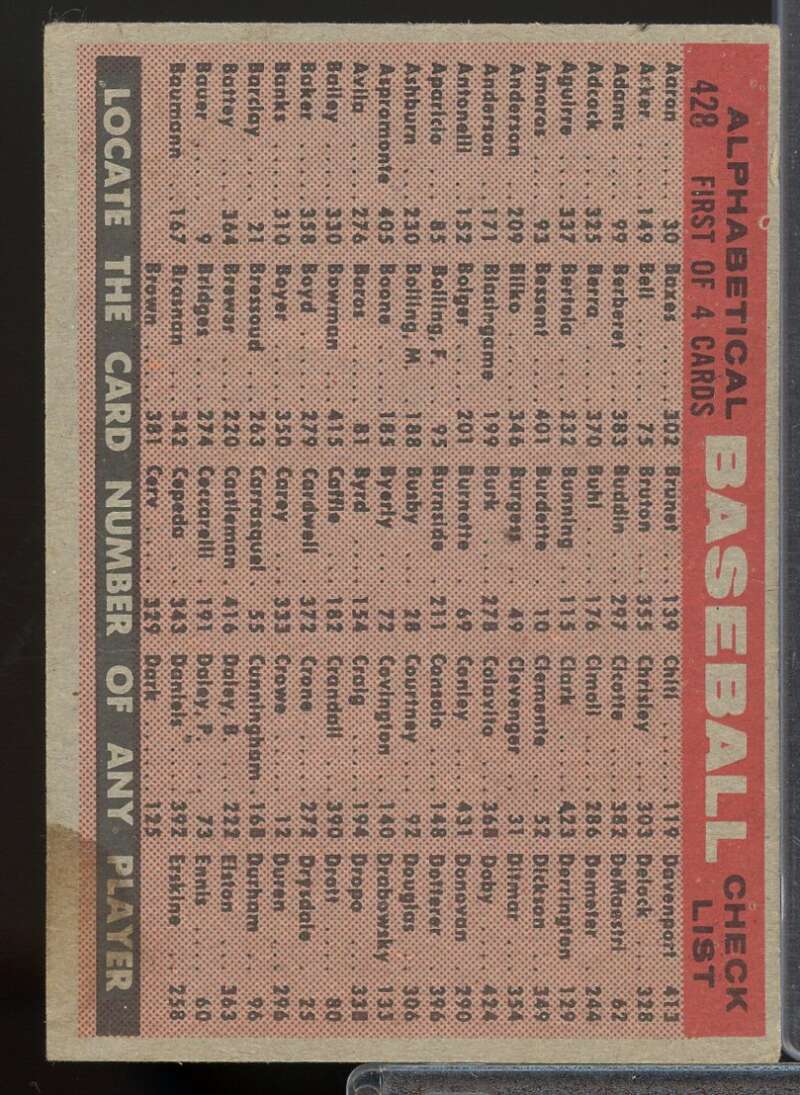 ALPHABETICAL BASEBALL CHECK LIST
428 FIRST OF 4 CARDS
Aaron . . . . . . 30
Acker . . . . . 149
Adams . . . . . 99
Adcock . . . . 325
Aguirre . . . . 337
Amoros . . . . 93
Anderson . . . 209
Anderson . . . 171
Antonelli . . . 152
Aparicio . . . . 85
Ashburn . . . 230
Aspromonte 405
Avila . . . . . 276
Bailey . . . . . 330
Baker . . . . . 358
Banks . . . . . 310
Barclay . . . . 21
Battey . . . . . 364
Bauer . . . . . . 9
Baumann . . . 167
Baxes . . . . . 302
Bell . . . . . . . 75
Berberet . . . 383
Berra . . . . . 370
Bertoia . . . . 232
Bessent . . . . 401
Bilko . . . . . . 346
Blasingame . 199
Bolger . . . . . 201
Bolling, F. . . . 95
Bolling, M. . . 188
Boone . . . . . 185
Boros . . . . . . 81
Bowman . . . . 415
Boyd . . . . . . 279
Boyer . . . . . 350
Bressoud . . . 263
Brewer . . . . 220
Bridges . . . . 274
Brosnan . . . 342
Brown . . . . . 381
Brunet . . . . . 139
Bruton . . . . . 355
Buddin . . . . . 297
Buhl . . . . . . 176
Bunning . . . . 115
Burdette . . . . 10
Burgess . . . . 49
Burk . . . . . . 278
Burnette . . . 69
Burnside . . . 211
Busby . . . . . 28
Byerly . . . . . 72
Byrd . . . . . . 154
Caffie . . . . . 182
Cardwell . . . 372
Carey . . . . . 333
Carrasquel . . 55
Castleman . 416
Ceccarelli . . 191
Cepeda . . . . 343
Cerv . . . . . . 329
Chiti . . . . . . 119
Chrisley . . . . 303
Cicotte . . . . . 382
Cimoli . . . . . 286
Clark . . . . . . 423
Clemente . . . 52
Clevenger . . . 31
Colavito . . . . 368
Conley . . . . . 431
Consolo . . . . 148
Courtney . . . 92
Covington . . . 140
Craig . . . . . . 194
Crandall . . . . 390
Crone . . . . . 272
Crowe . . . . . 12
Cunningham . 168
Daley, B. . . . 222
Daley, P. . . . . 73
Daniels . . . . 392
Dark . . . . . . 125
Davenport . . 413
Delock . . . . . 328
DeMaestri . . . 62
Demeter . . . . 244
Derrington . . 129
Dickson . . . . 349
Ditmar . . . . . 354
Doby . . . . . . 424
Donovan . . . 290
Dotterer . . . . 396
Douglas . . . . 306
Drabowsky . . 135
Dropo . . . . . 338
Drott . . . . . . 80
Drysdale . . . . 25
Duren . . . . . 296
Durham . . . . 96
Elston . . . . . 363
Ennis . . . . . . 60
Erskine . . . . 258
LOCATE THE CARD NUMBER OF ANY PLAYER